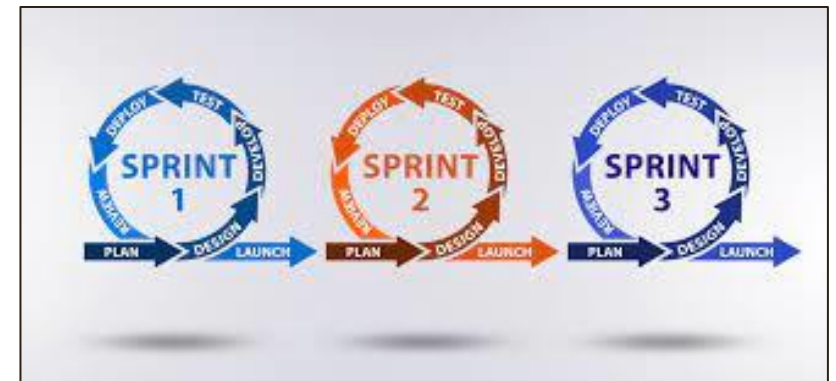 SPRINT
1
PLAN
DESIGN
DEVELOP
TEST
DEPLOY
REVIEW
LAUNCH
SPRINT
2
PLAN
DESIGN
DEVELOP
TEST
DEPLOY
REVIEW
LAUNCH
SPRINT
3
PLAN
DESIGN
DEVELOP
TEST
DEPLOY
REVIEW
LAUNCH